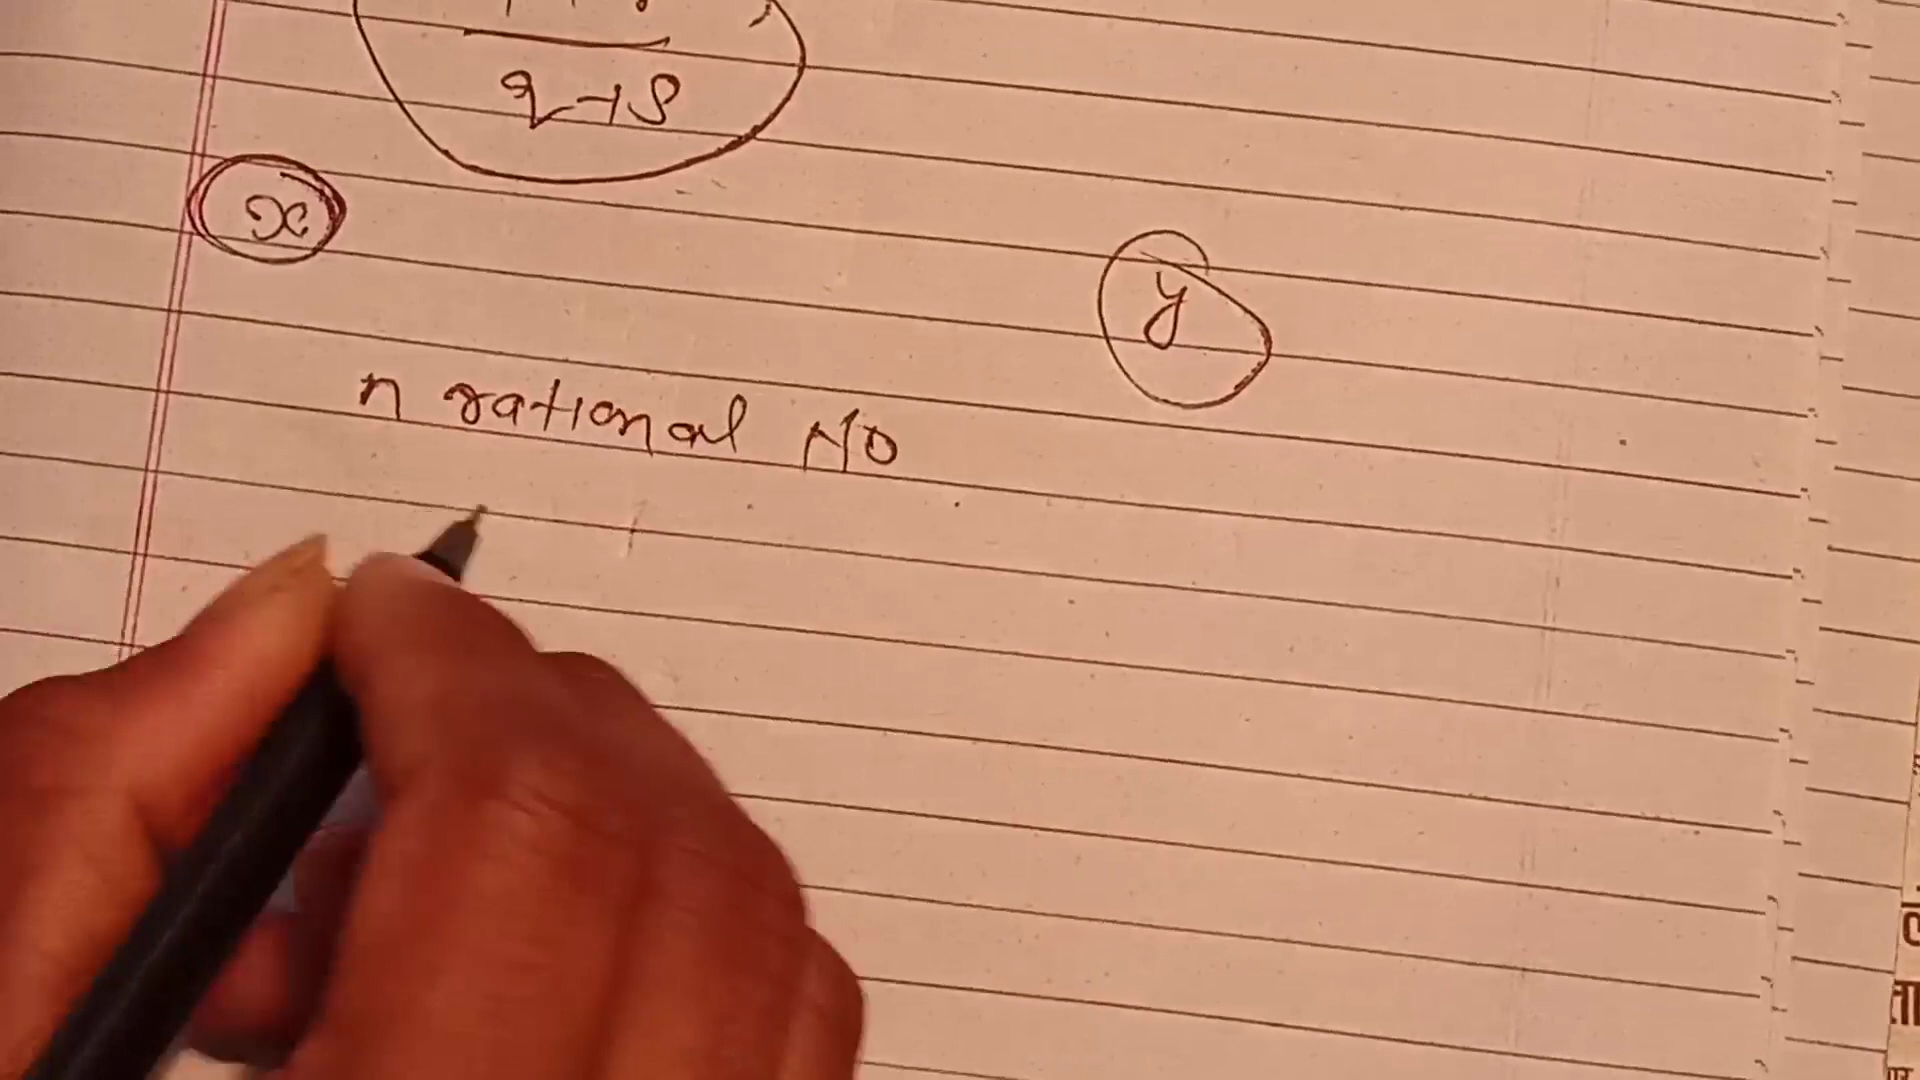 q+s
x
y
n rational NO